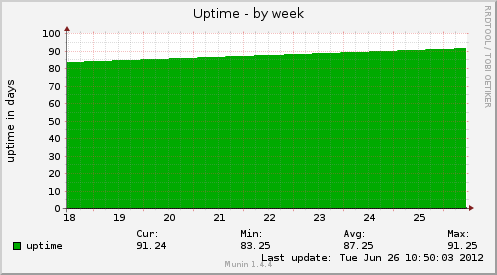 Uptime - by week
RRDTOOL / TOBI OETIKER
uptime in days
100
90
80
70
60
50
40
30
20
10
0
18 19 20 21 22 23 24 25
Cur: Min: Avg: Max:
uptime 91.24 83.25 87.25 91.25
Last update: Tue Jun 26 10:50:03 2012
Munin 1.4.4